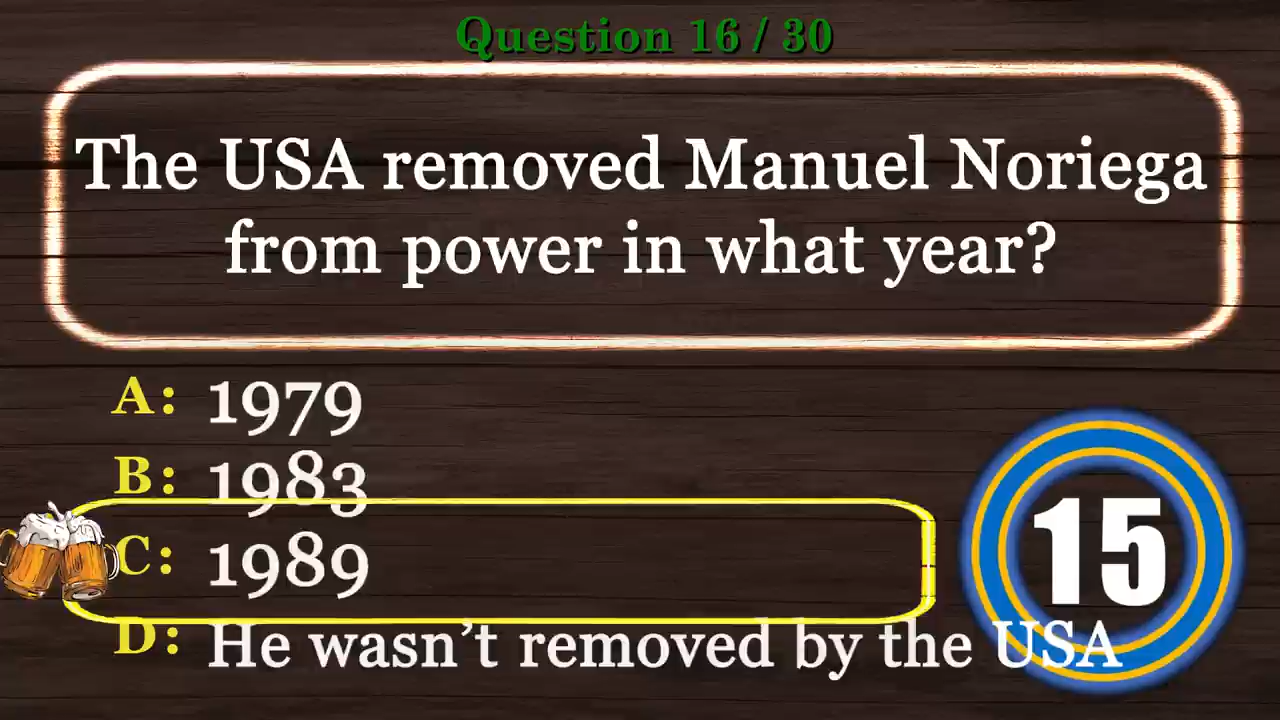 Question 16 / 30
The USA removed Manuel Noriega
from power in what year?
A: 1979
B: 1983
C: 1989
15
D: He wasn’t removed by the USA